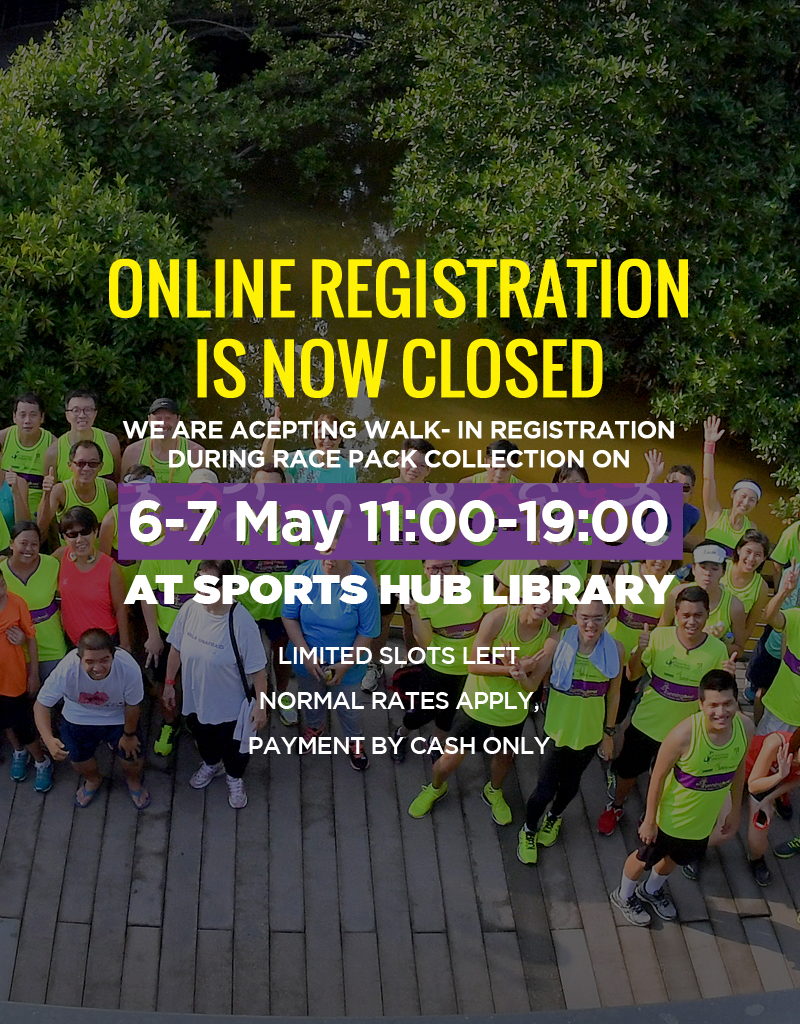 ONLINE REGISTRATION
IS NOW CLOSED
WE ARE ACEPTING WALK- IN REGISTRATION
DURING RACE PACK COLLECTION ON
6-7 May 11:00-19:00
AT SPORTS HUB LIBRARY
LIMITED SLOTS LEFT
NORMAL RATES APPLY,
PAYMENT BY CASH ONLY